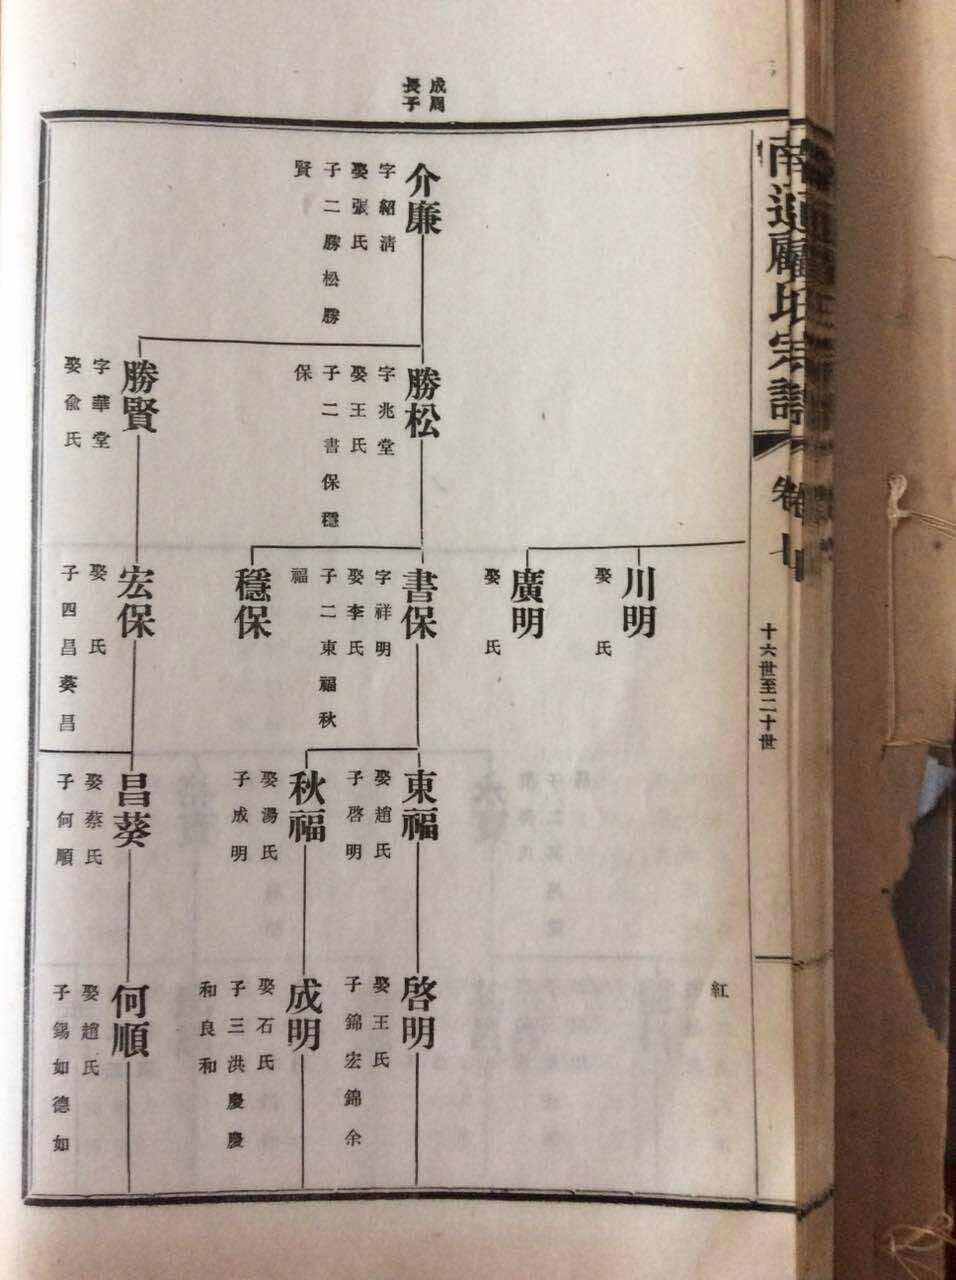 南通顧氏宗譜
卷七
十六世至二十世
成周
長子
介廉
字紹清
娶張氏
子二勝松勝
賢
勝松
字兆堂
娶王氏
子二書保穩
保
勝賢
字華堂
娶兪氏
川明
娶 氏
廣明
娶 氏
書保
字祥明
娶李氏
子二東福秋
福
穩保
宏保
娶 氏
子四昌葵昌
東福
娶趙氏
子啓明
秋福
娶湯氏
子成明
昌葵
娶蔡氏
子何順
紅
啓明
娶王氏
子錦宏錦余
成明
娶石氏
子三洪慶慶
和良和
何順
娶趙氏
子錫如德如